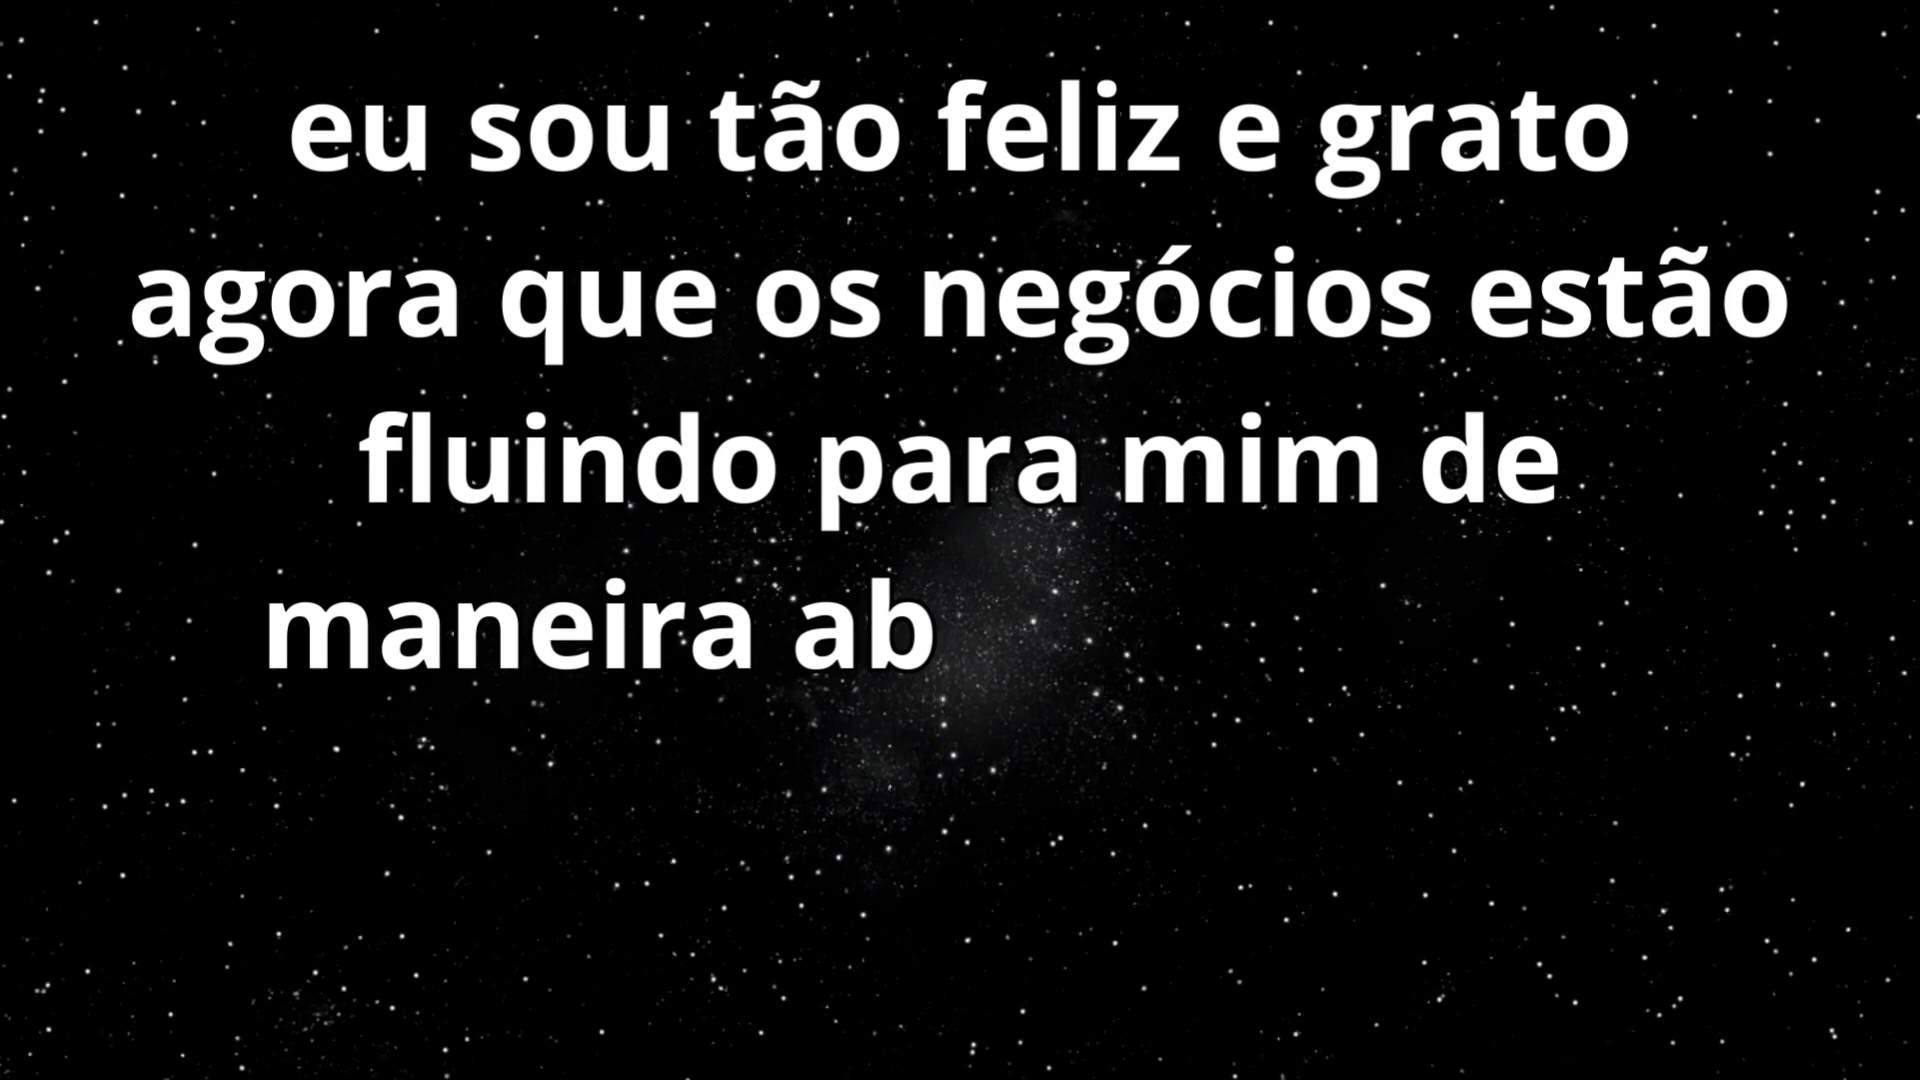 eu sou tão feliz e grato
agora que os negócios estão
fluindo para mim de
maneira ab